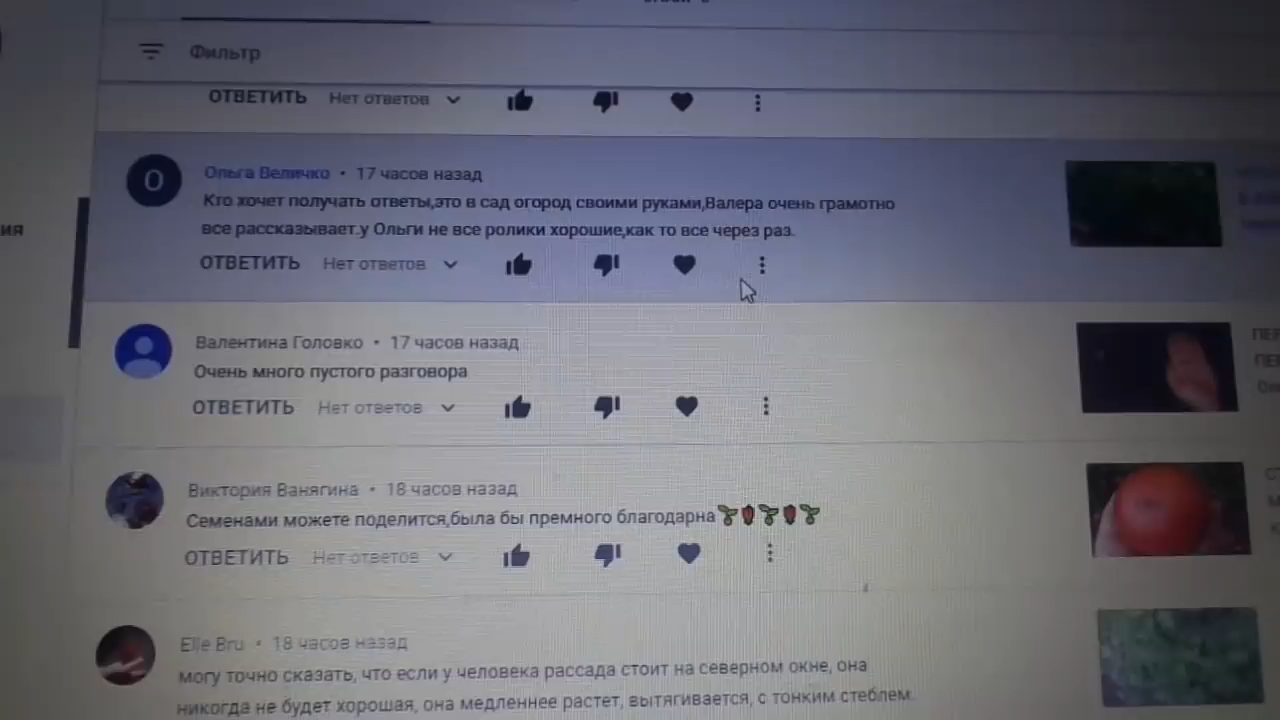 Фильтр
ОТВЕТИТЬ Нет ответов
О
Ольга Величко • 17 часов назад
Кто хочет получать ответы,это в сад огород своими руками,Валера очень грамотно
все рассказывает.у Ольги не все ролики хорошие,как то все через раз.
ОТВЕТИТЬ Нет ответов
ия
Валентина Головко • 17 часов назад
Очень много пустого разговора
ОТВЕТИТЬ Нет ответов
Виктория Ванягина • 18 часов назад
Семенами можете поделится,была бы премного благодарна🌱🌷🌱🌷🌱
ОТВЕТИТЬ Нет ответов
Elle Bru • 18 часов назад
могу точно сказать, что если у человека рассада стоит на северном окне, она
никогда не будет хорошая, она медленнее растет, вытягивается, с тонким стеблем.